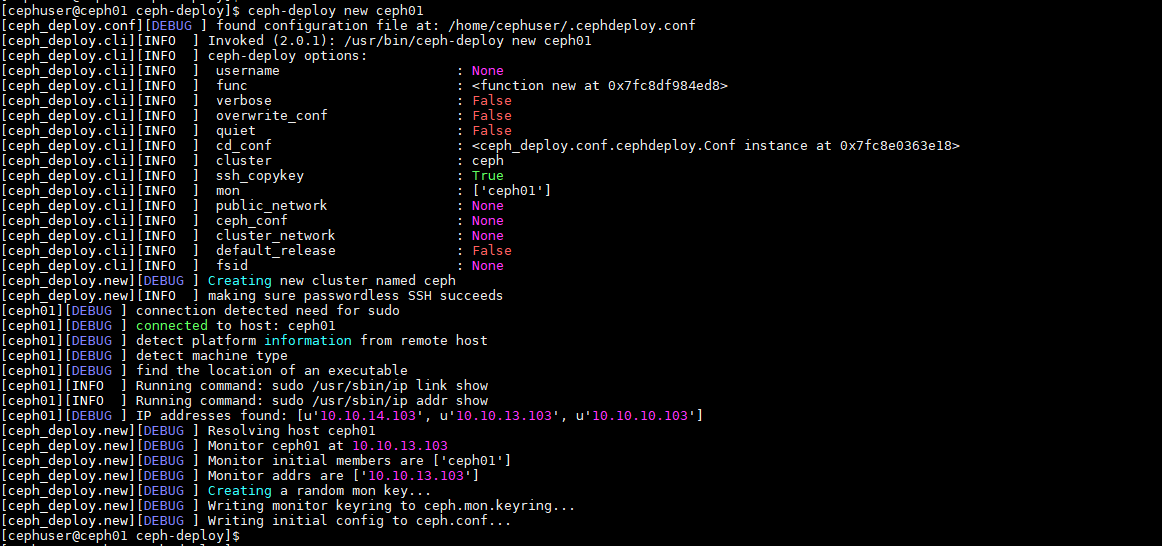 [cephuser@ceph01 ceph-deploy]$ ceph-deploy new ceph01
[ceph_deploy.conf][DEBUG ] found configuration file at: /home/cephuser/.cephdeploy.conf
[ceph_deploy.cli][INFO  ] Invoked (2.0.1): /usr/bin/ceph-deploy new ceph01
[ceph_deploy.cli][INFO  ] ceph-deploy options:
[ceph_deploy.cli][INFO  ]  username                      : None
[ceph_deploy.cli][INFO  ]  func                          : <function new at 0x7fc8df984ed8>
[ceph_deploy.cli][INFO  ]  verbose                       : False
[ceph_deploy.cli][INFO  ]  overwrite_conf                : False
[ceph_deploy.cli][INFO  ]  quiet                         : False
[ceph_deploy.cli][INFO  ]  cd_conf                       : <ceph_deploy.conf.cephdeploy.Conf instance at 0x7fc8e0363e18>
[ceph_deploy.cli][INFO  ]  cluster                       : ceph
[ceph_deploy.cli][INFO  ]  ssh_copykey                   : True
[ceph_deploy.cli][INFO  ]  mon                           : ['ceph01']
[ceph_deploy.cli][INFO  ]  public_network                : None
[ceph_deploy.cli][INFO  ]  ceph_conf                     : None
[ceph_deploy.cli][INFO  ]  cluster_network               : None
[ceph_deploy.cli][INFO  ]  default_release               : False
[ceph_deploy.cli][INFO  ]  fsid                          : None
[ceph_deploy.new][DEBUG ] Creating new cluster named ceph
[ceph_deploy.new][INFO  ] making sure passwordless SSH succeeds
[ceph01][DEBUG ] connection detected need for sudo
[ceph01][DEBUG ] connected to host: ceph01
[ceph01][DEBUG ] detect platform information from remote host
[ceph01][DEBUG ] detect machine type
[ceph01][DEBUG ] find the location of an executable
[ceph01][INFO  ] Running command: sudo /usr/sbin/ip link show
[ceph01][INFO  ] Running command: sudo /usr/sbin/ip addr show
[ceph01][DEBUG ] IP addresses found: [u'10.10.14.103', u'10.10.13.103', u'10.10.10.103']
[ceph_deploy.new][DEBUG ] Resolving host ceph01
[ceph_deploy.new][DEBUG ] Monitor ceph01 at 10.10.13.103
[ceph_deploy.new][DEBUG ] Monitor initial members are ['ceph01']
[ceph_deploy.new][DEBUG ] Monitor addrs are ['10.10.13.103']
[ceph_deploy.new][DEBUG ] Creating a random mon key...
[ceph_deploy.new][DEBUG ] Writing monitor keyring to ceph.mon.keyring...
[ceph_deploy.new][DEBUG ] Writing initial config to ceph.conf...
[cephuser@ceph01 ceph-deploy]$